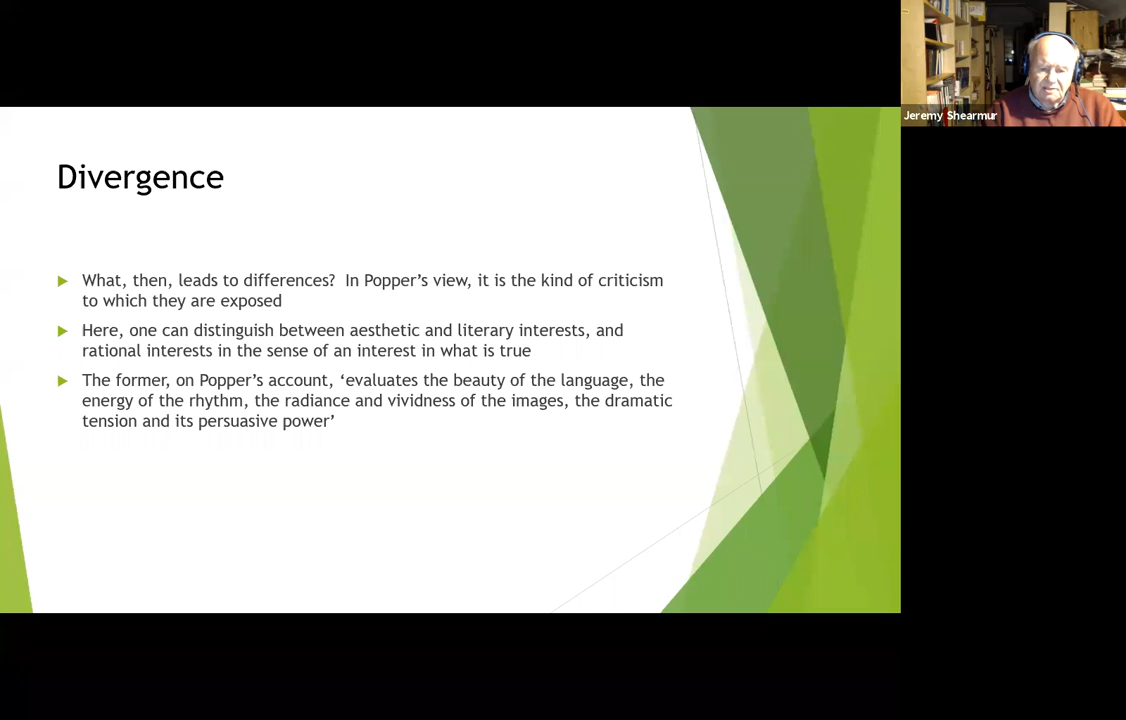 Jeremy Shearmur
Divergence
What, then, leads to differences?  In Popper’s view, it is the kind of criticism
to which they are exposed
Here, one can distinguish between aesthetic and literary interests, and
rational interests in the sense of an interest in what is true
The former, on Popper’s account, ‘evaluates the beauty of the language, the
energy of the rhythm, the radiance and vividness of the images, the dramatic
tension and its persuasive power’